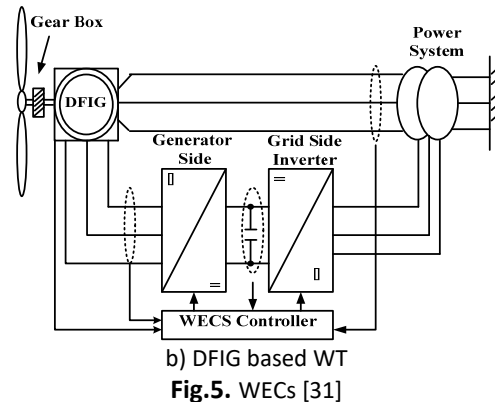 Gear Box
Power
System
DFIG
Generator
Side
Grid Side
Inverter
WECS Controller
b) DFIG based WT
Fig.5. WECs [31]